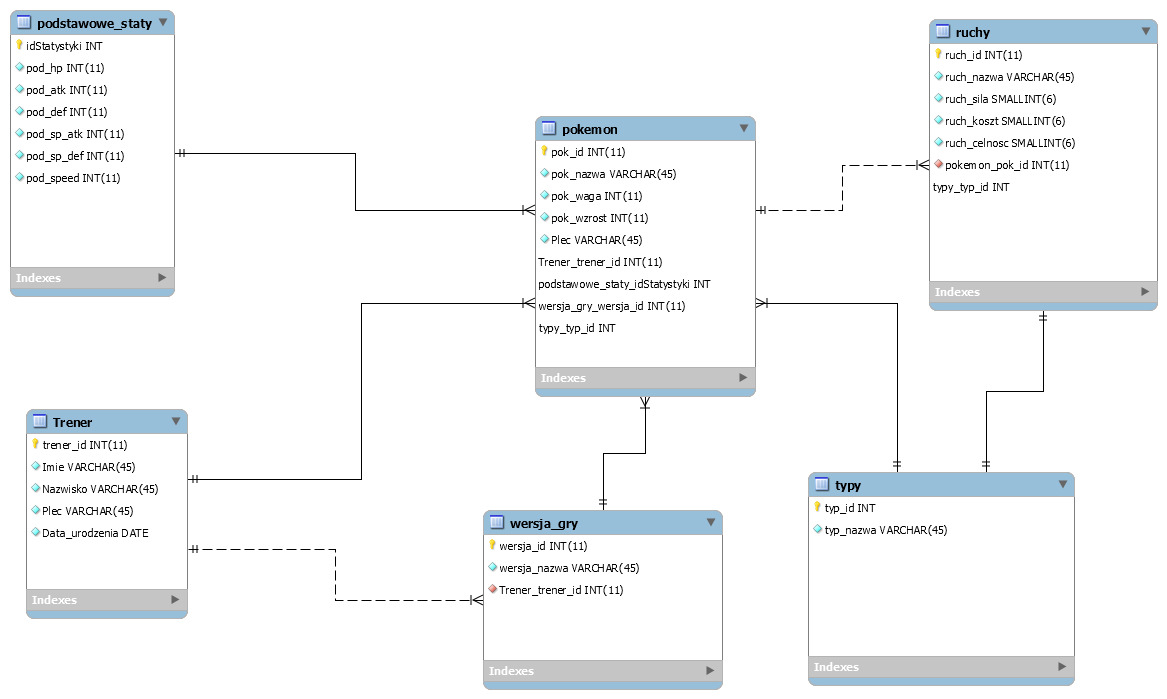 podstawowe_staty
idStatystyki INT
pod_hp INT(11)
pod_atk INT(11)
pod_def INT(11)
pod_sp_atk INT(11)
pod_sp_def INT(11)
pod_speed INT(11)
Indexes
pokemon
pok_id INT(11)
pok_nazwa VARCHAR(45)
pok_waga INT(11)
pok_wzrost INT(11)
Plec VARCHAR(45)
Trener_trener_id INT(11)
podstawowe_staty_idStatystyki INT
wersja_gry_wersja_id INT(11)
typy_typ_id INT
Indexes
ruchy
ruch_id INT(11)
ruch_nazwa VARCHAR(45)
ruch_sila SMALLINT(6)
ruch_koszt SMALLINT(6)
ruch_celnosc SMALLINT(6)
pokemon_pok_id INT(11)
typy_typ_id INT
Indexes
Trener
trener_id INT(11)
Imie VARCHAR(45)
Nazwisko VARCHAR(45)
Plec VARCHAR(45)
Data_urodzenia DATE
Indexes
wersja_gry
wersja_id INT(11)
wersja_nazwa VARCHAR(45)
Trener_trener_id INT(11)
Indexes
typy
typ_id INT
typ_nazwa VARCHAR(45)
Indexes